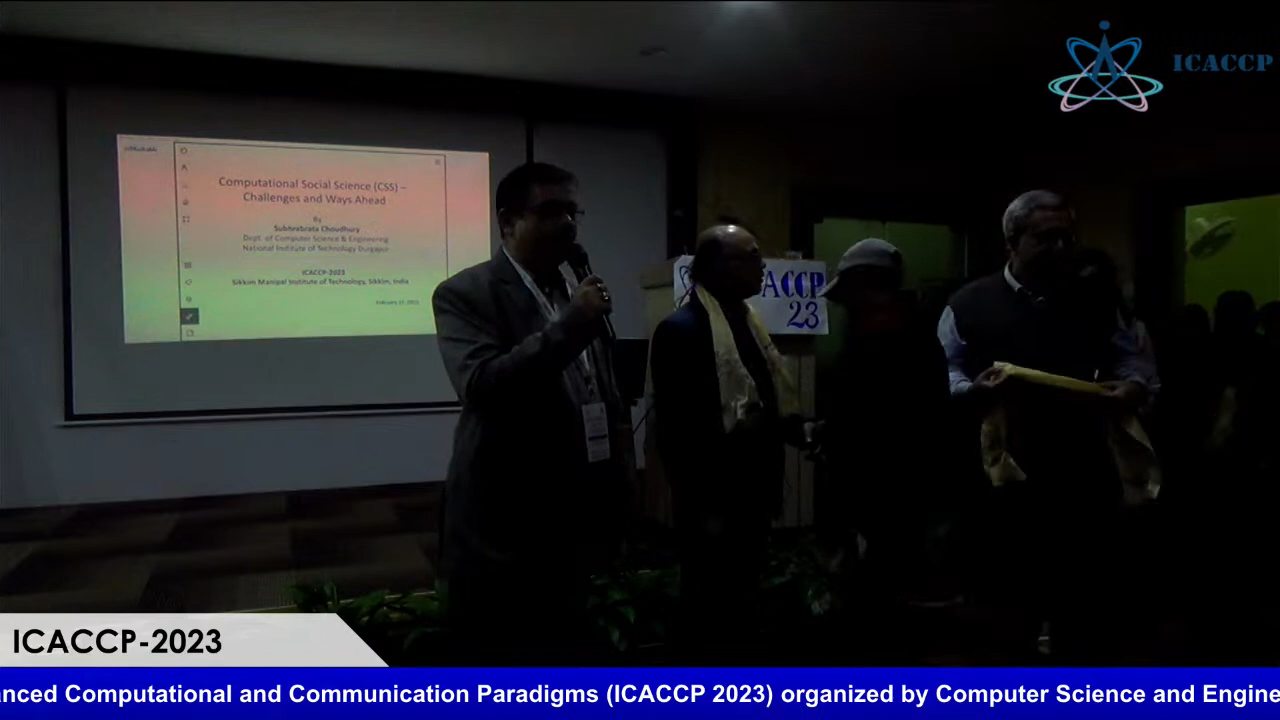 ICACCP
Computational Social Science (CSS) –
Challenges and Ways Ahead
By
Subhrabrata Choudhury
Dept. of Computer Science & Engineering
National Institute of Technology Durgapur
ICACCP-2023
Sikkim Manipal Institute of Technology, Sikkim, India
ACCP
23
ICACCP-2023
anced Computational and Communication Paradigms (ICACCP 2023) organized by Computer Science and Engine